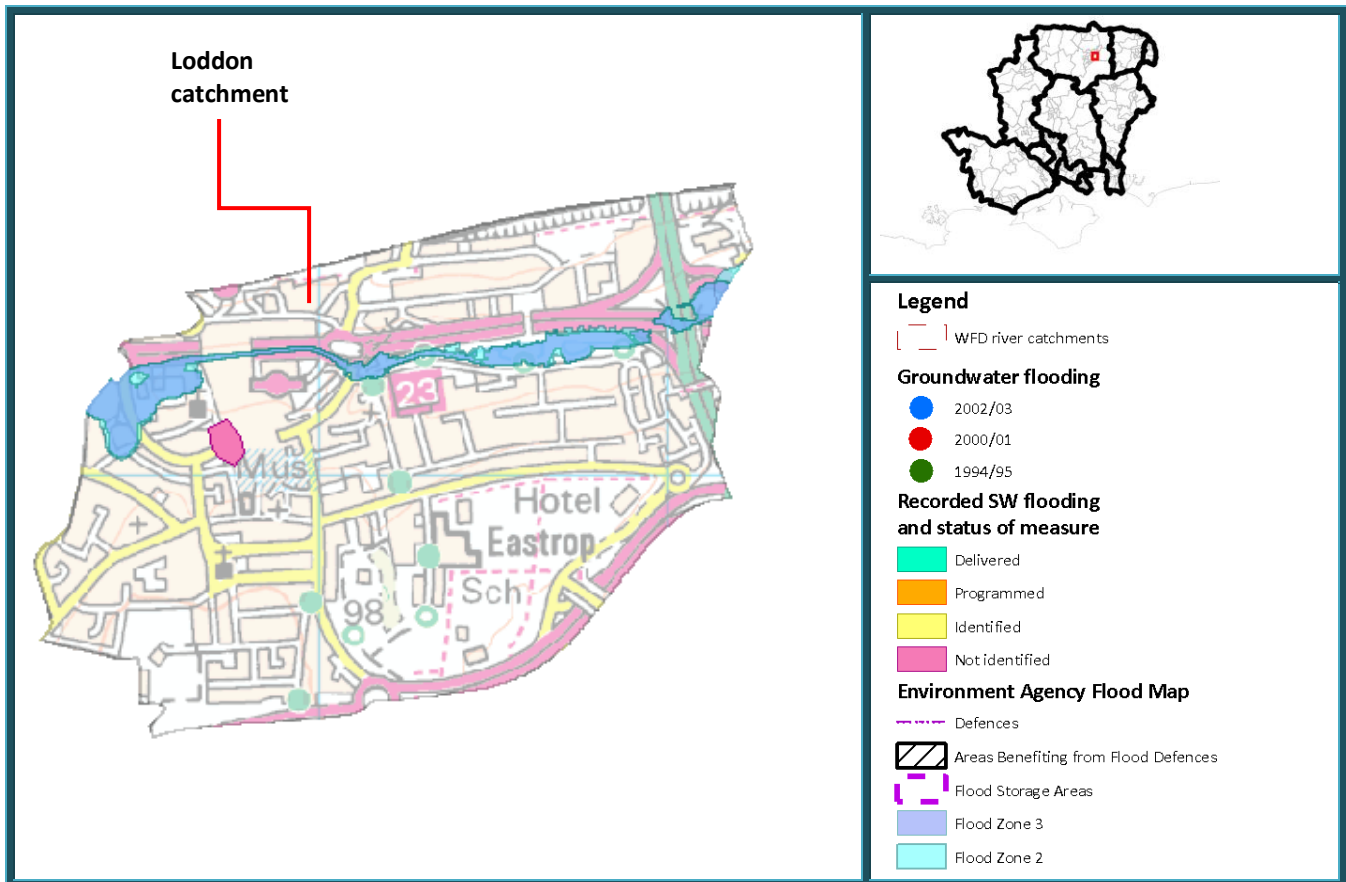 Loddon
catchment
23
Mus
Hotel
Eastrop
Sch
98
Legend
WFD river catchments
Groundwater flooding
2002/03
2000/01
1994/95
Recorded SW flooding
and status of measure
Delivered
Programmed
Identified
Not identified
Environment Agency Flood Map
Defences
Areas Benefiting from Flood Defences
Flood Storage Areas
Flood Zone 3
Flood Zone 2